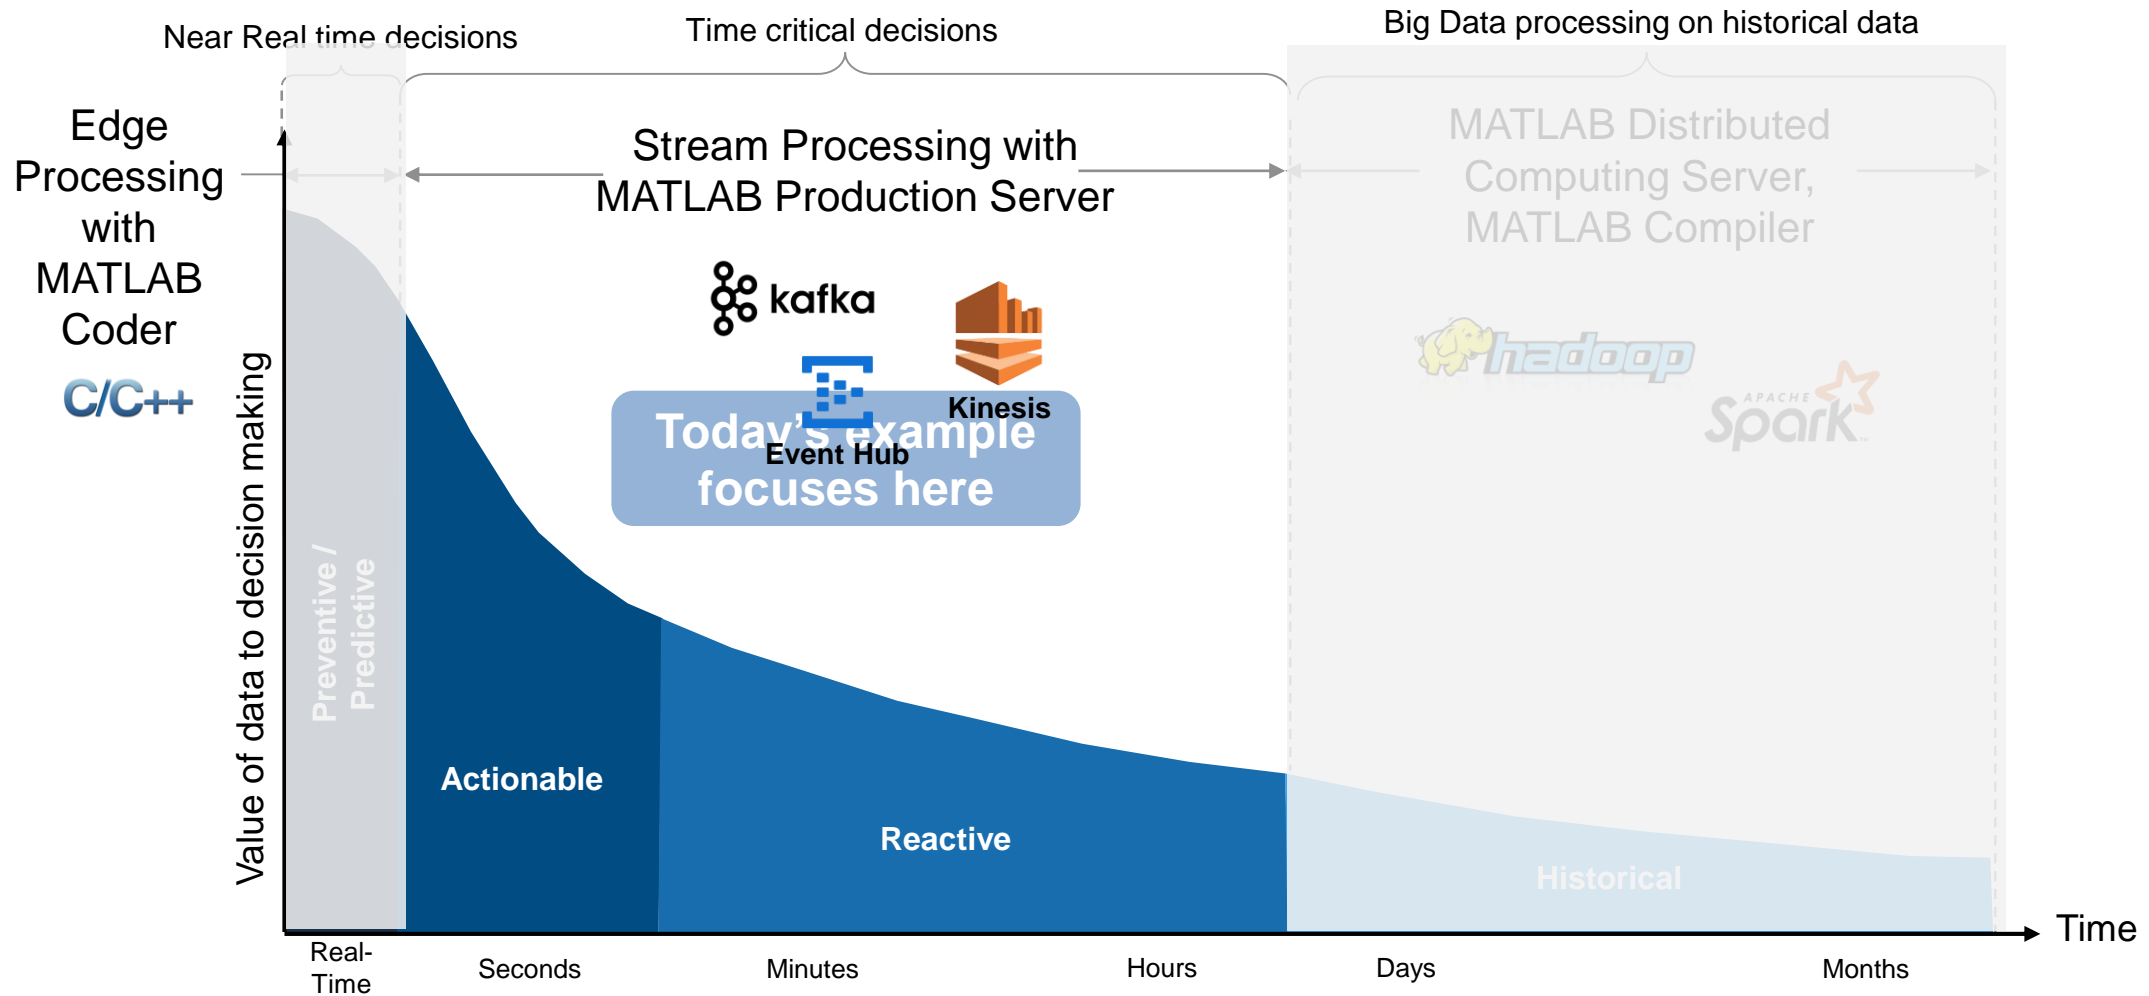 Near Real time decisions
Time critical decisions
Big Data processing on historical data
Edge
Processing
with
MATLAB
Coder
C/C++
Stream Processing with
MATLAB Production Server
MATLAB Distributed
Computing Server,
MATLAB Compiler
kafka
Kinesis
Event Hub
Today's example
focuses here
hadoop
APACHE
Spark
TM
Value of data to decision making
Preventive /
Predictive
Actionable
Reactive
Historical
Time
Real-
Time
Seconds
Minutes
Hours
Days
Months